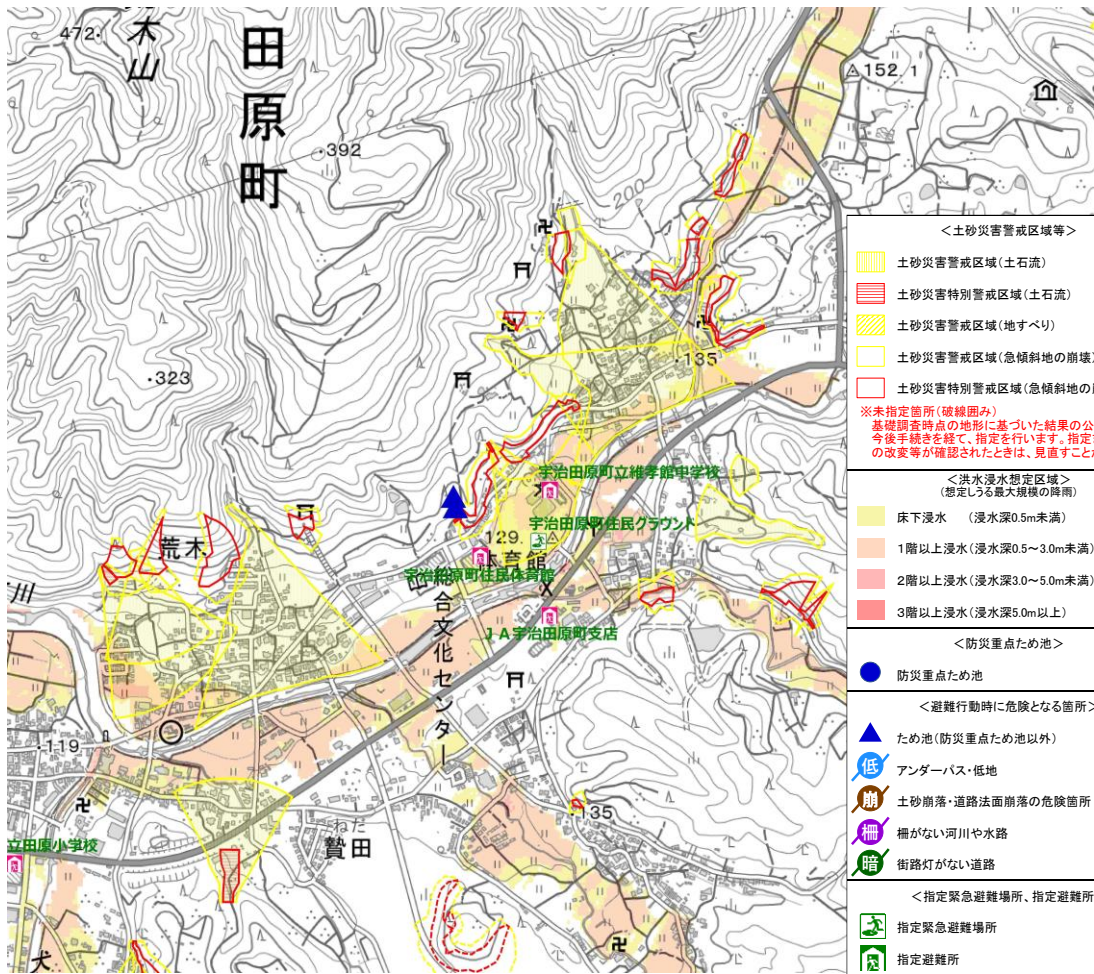 木
山
472
田
原
町
392
323
152.1
200
135
荒木
川
129.
体育館
総合文化センター
119
135
ねだ
贄田
犬
宇治田原町立維孝館中学校
宇治田原町住民グラウンド
宇治田原町住民体育館
JA宇治田原町支店
立田原小学校
<土砂災害警戒区域等>
土砂災害警戒区域(土石流)
土砂災害特別警戒区域(土石流)
土砂災害警戒区域(地すべり)
土砂災害警戒区域(急傾斜地の崩壊)
土砂災害特別警戒区域(急傾斜地の
※未指定箇所(破線囲み)
基礎調査時点の地形に基づいた結果の公
今後手続きを経て、指定を行います。指定
の改変等が確認されたときは、見直すこと
<洪水浸水想定区域>
(想定しうる最大規模の降雨)
床下浸水 (浸水深0.5m未満)
1階以上浸水(浸水深0.5~3.0m未満)
2階以上浸水(浸水深3.0~5.0m未満)
3階以上浸水(浸水深5.0m以上)
<防災重点ため池>
防災重点ため池
<避難行動時に危険となる箇所>
ため池(防災重点ため池以外)
低 アンダーパス・低地
崩 土砂崩落・道路法面崩落の危険箇所
柵 柵がない河川や水路
暗 街路灯がない道路
<指定緊急避難場所、指定避難所
指定緊急避難場所
指定避難所